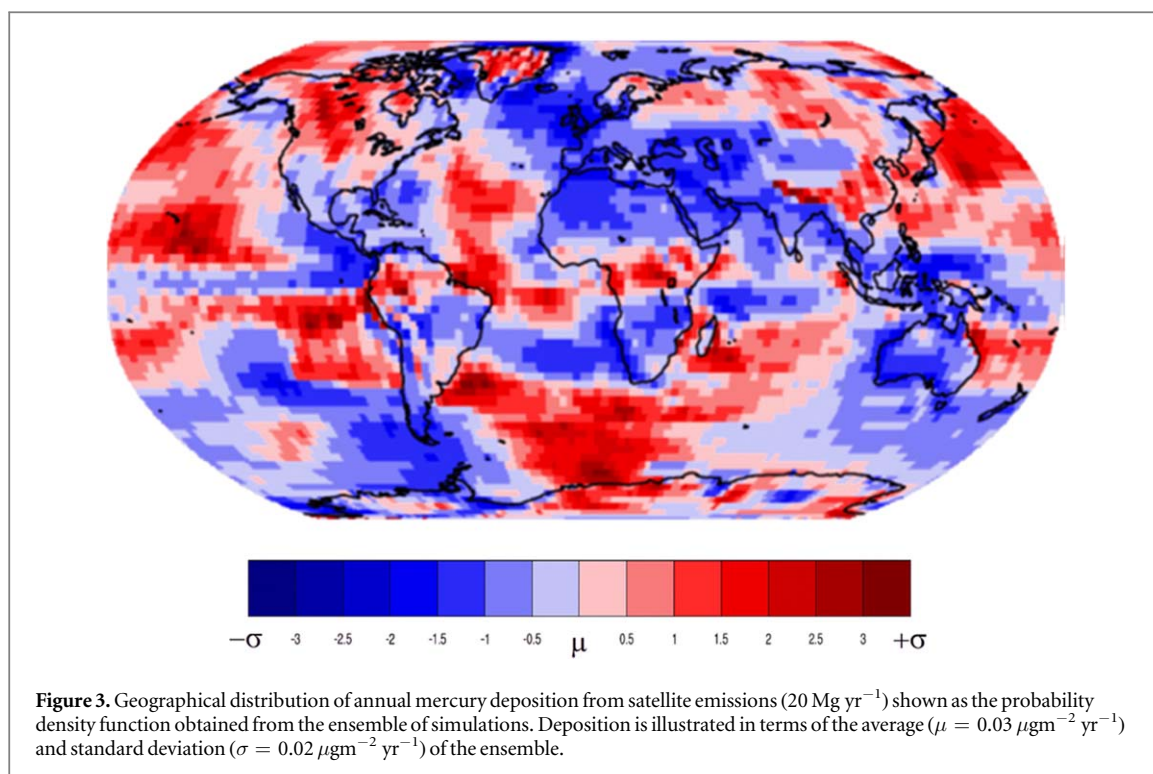 −σ -3 -2.5 -2 -1.5 -1 -0.5 μ 0.5 1 1.5 2 2.5 3 +σ
Figure 3. Geographical distribution of annual mercury deposition from satellite emissions (20 Mg yr⁻¹) shown as the probability
density function obtained from the ensemble of simulations. Deposition is illustrated in terms of the average (μ = 0.03 μgm⁻² yr⁻¹)
and standard deviation (σ = 0.02 μgm⁻² yr⁻¹) of the ensemble.